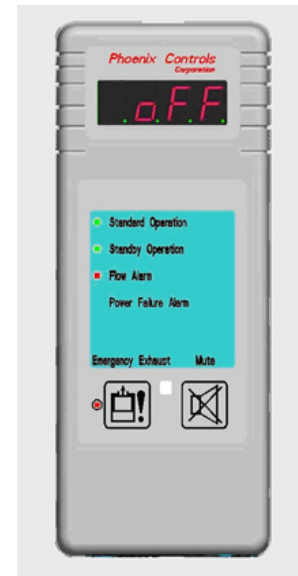 Phoenix Controls
Corporation
oFF.
Standard Operation
Standby Operation
Flow Alarm
Power Failure Alarm
Emergency Exhaust Mute
!